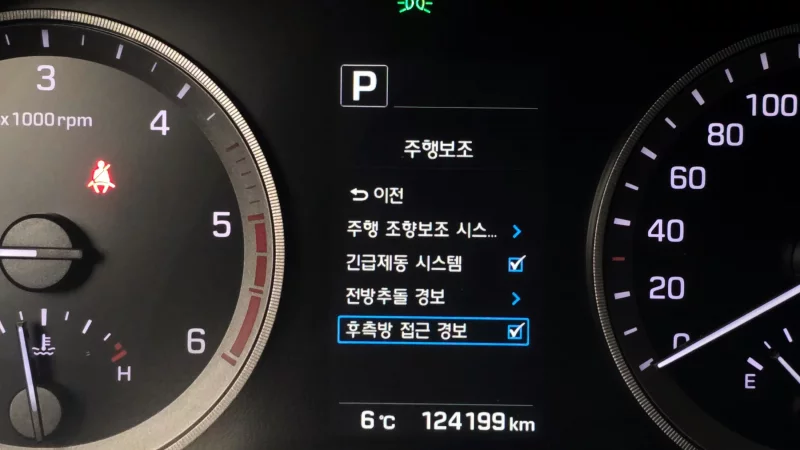 3
x1000rpm
4
5
6
H
P
주행보조
이전
주행 조향보조 시스...
긴급제동 시스템
전방추돌 경보
후측방 접근 경보
6°C 124199 km
100
80
60
40
20
0
E